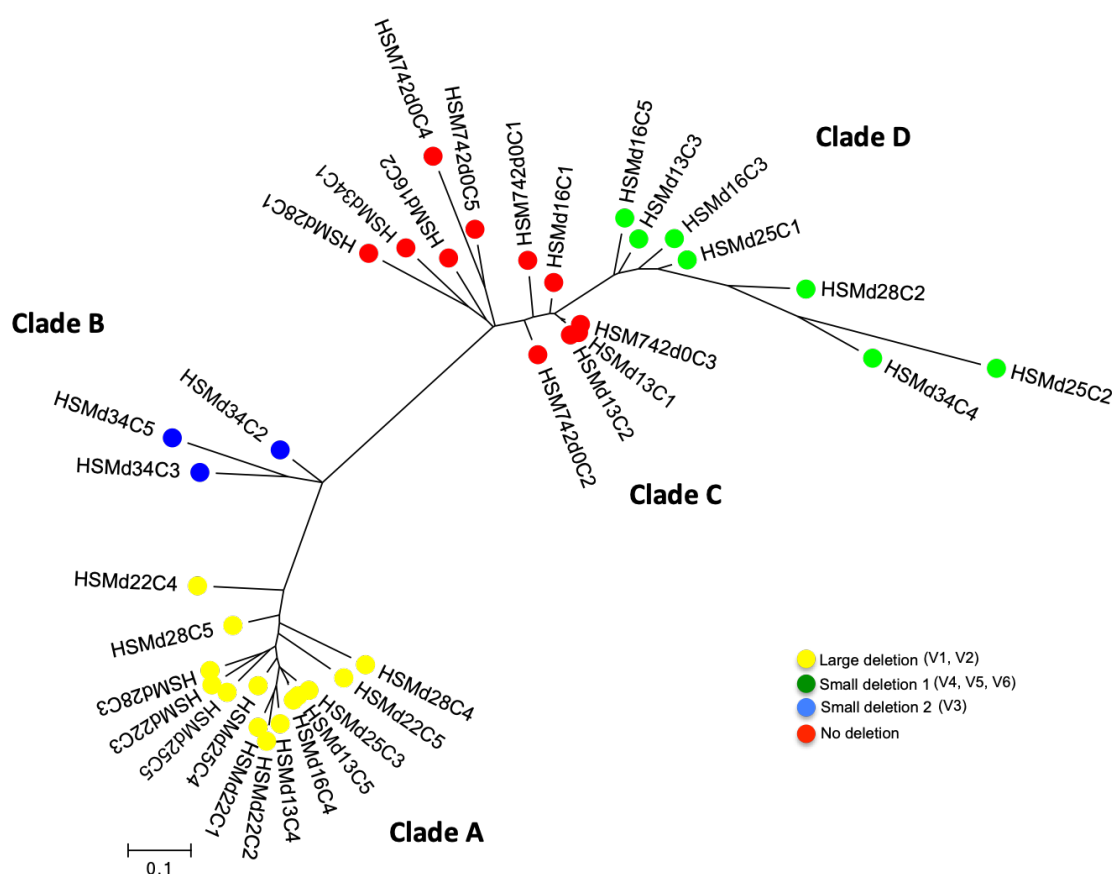 HSM742d0C4
HSM742d0C5
HSMd16C2
HSMd34C1
HSMd28C1
HSM742d0C1
HSMd16C1
HSMd16C5
HSMd13C3
HSMd16C3
HSMd25C1
Clade D
HSMd28C2
HSMd25C2
HSMd34C4
HSM742d0C3
HSMd13C1
HSMd13C2
HSM742d0C2
Clade C
Clade B
HSMd34C2
HSMd34C5
HSMd34C3
HSMd22C4
HSMd28C5
HSMd28C3
HSMd22C3
HSMd25C5
HSMd25C4
HSMd22C1
HSMd22C2
HSMd13C4
HSMd16C4
HSMd13C5
HSMd25C3
HSMd22C5
HSMd28C4
Clade A
Large deletion (V1, V2)
Small deletion 1 (V4, V5, V6)
Small deletion 2 (V3)
No deletion
0.1